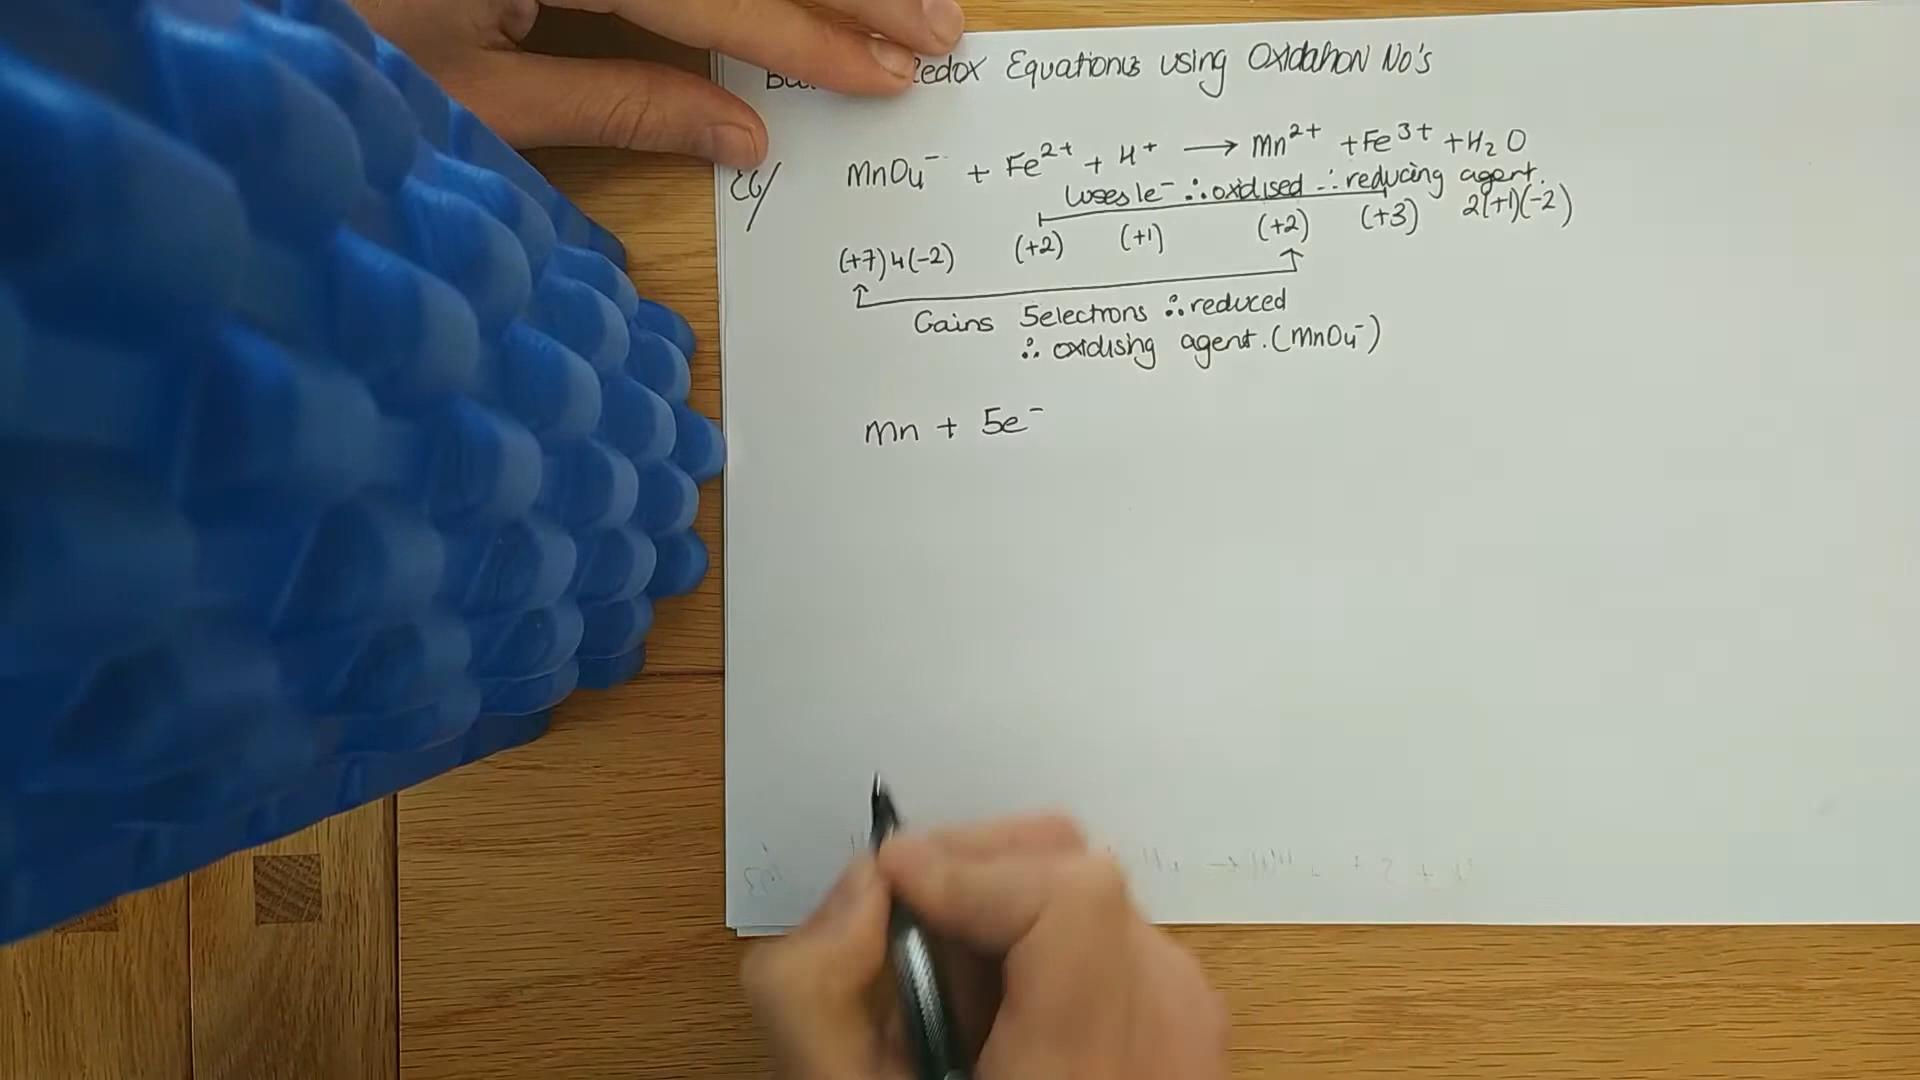 Redox Equations using Oxidation No's
EG/ MnO₄⁻ + Fe²⁺ + H⁺ → Mn²⁺ + Fe³⁺ + H₂O
Loses 1e⁻ ∴ oxidised ∴ reducing agent.
(+7)4(-2) (+2) (+1) (+2) (+3) 2(+1)(-2)
Gains 5electrons ∴ reduced
∴ oxidising agent. (MnO₄⁻)
Mn + 5e⁻